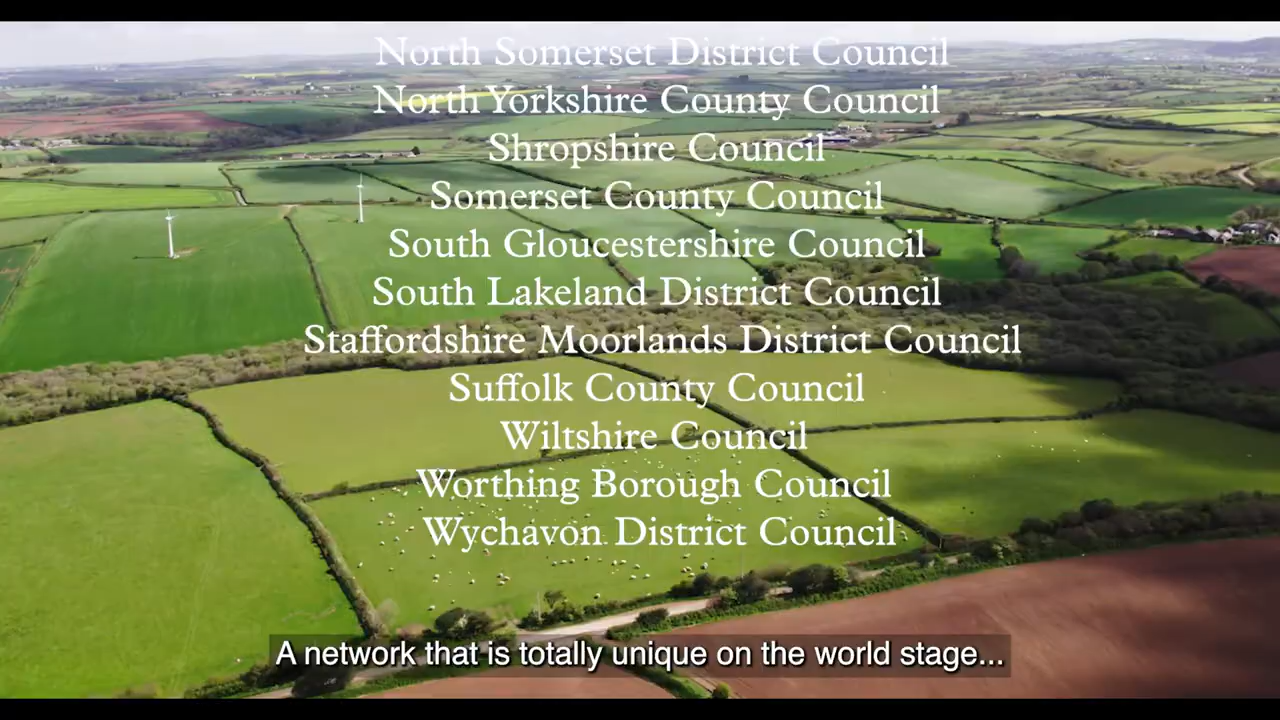 North Somerset District Council
North Yorkshire County Council
Shropshire Council
Somerset County Council
South Gloucestershire Council
South Lakeland District Council
Staffordshire Moorlands District Council
Suffolk County Council
Wiltshire Council
Worthing Borough Council
Wychavon District Council
A network that is totally unique on the world stage...